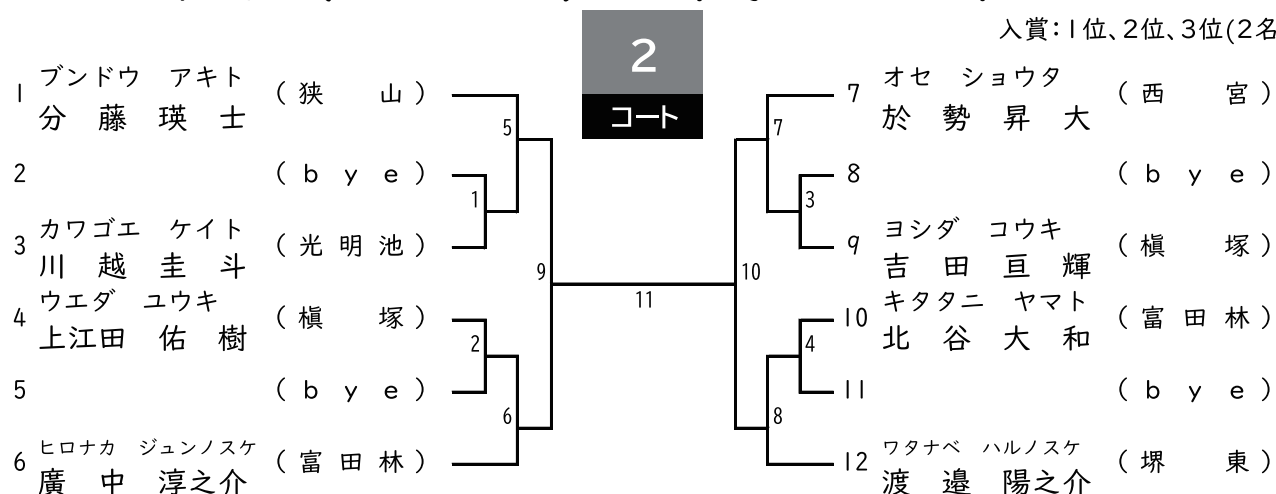 入賞：1位、2位、3位(2名
2
コート
1 ブンドウ アキト
分藤 瑛士 (狭山)
2 (bye)
3 カワゴエ ケイト
川越 圭斗 (光明池)
4 ウエダ ユウキ
上江田 佑樹 (槇塚)
5 (bye)
6 ヒロナカ ジュンノスケ
廣中 淳之介 (富田林)
5
1
9
2
6
11
7
3
10
4
8
7 オセ ショウタ
於勢 昇大 (西宮)
8 (bye)
9 ヨシダ コウキ
吉田 亘輝 (槇塚)
10 キタタニ ヤマト
北谷 大和 (富田林)
11 (bye)
12 ワタナベ ハルノスケ
渡邉 陽之介 (堺東)